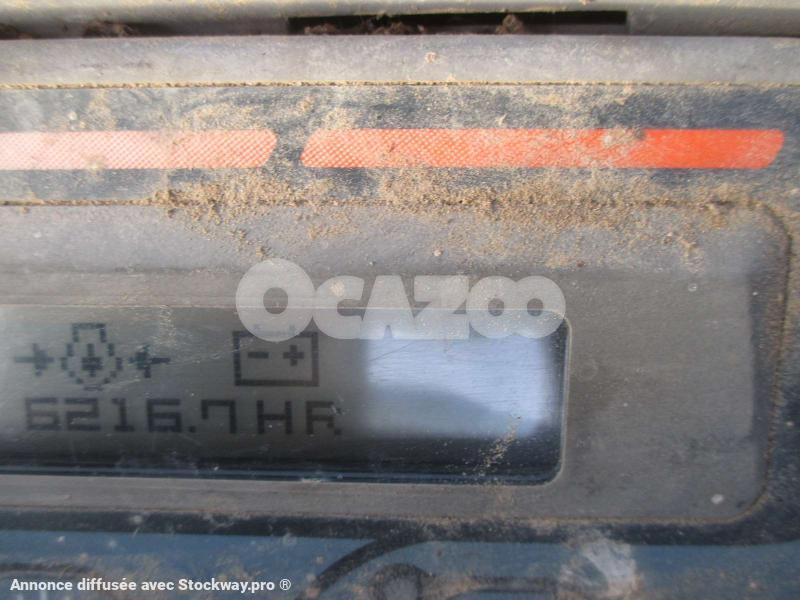 OCAZOO
6216.7 HR
Annonce diffusée avec Stockway.pro ®